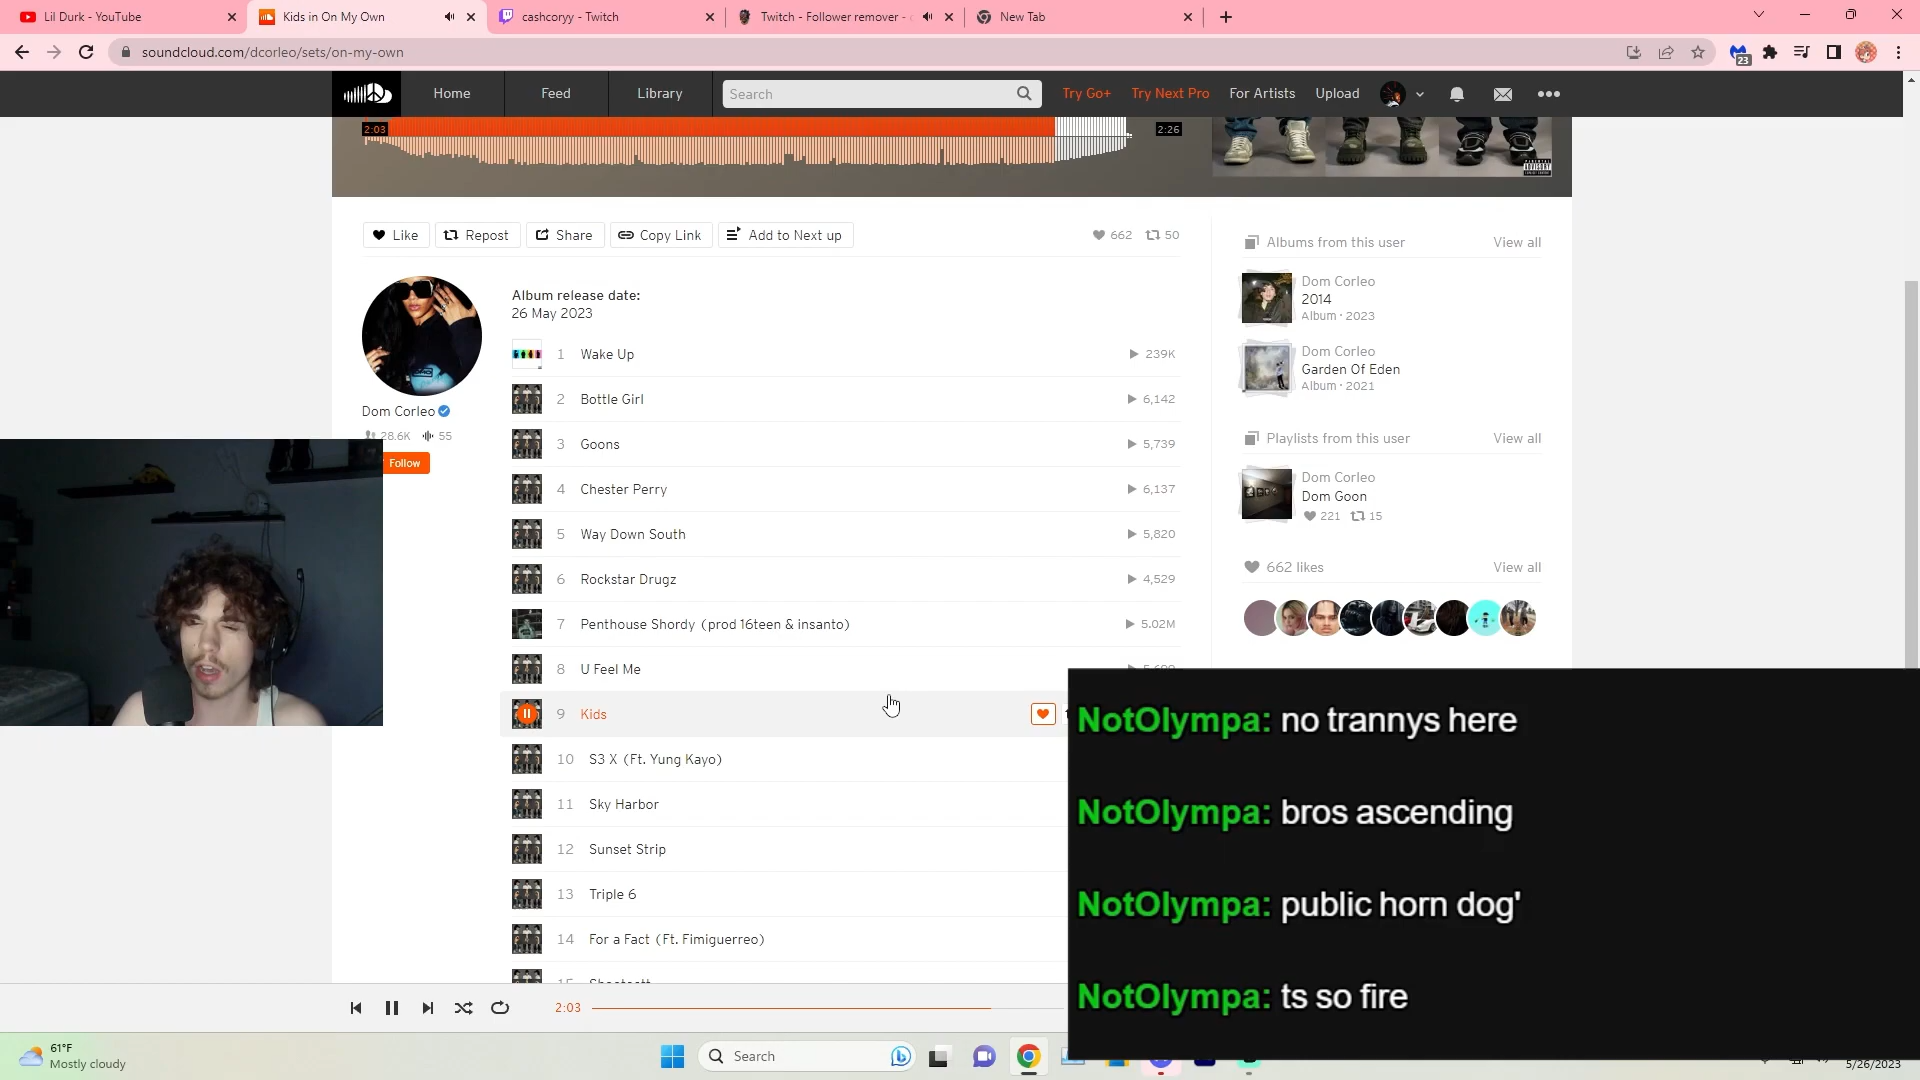 Lil Durk - YouTube
Kids in On My Own
cashcoryy - Twitch
Twitch - Follower remover -
New Tab
soundcloud.com/dcorleo/sets/on-my-own
23
Home
Feed
Library
Search
Try Go+
Try Next Pro
For Artists
Upload
2:03
2:26
Like
Repost
Share
Copy Link
Add to Next up
662
50
Album release date:
26 May 2023
Dom Corleo
28.6K
55
Follow
1 Wake Up 239K
2 Bottle Girl 6,142
3 Goons 5,739
4 Chester Perry 6,137
5 Way Down South 5,820
6 Rockstar Drugz 4,529
7 Penthouse Shordy (prod 16teen & insanto) 5.02M
8 U Feel Me
9 Kids
10 S3 X (Ft. Yung Kayo)
11 Sky Harbor
12 Sunset Strip
13 Triple 6
14 For a Fact (Ft. Fimiguerreo)
Albums from this user View all
Dom Corleo
2014
Album · 2023
Dom Corleo
Garden Of Eden
Album · 2021
Playlists from this user View all
Dom Corleo
Dom Goon
221 15
662 likes View all
NotOlympa: no trannys here
NotOlympa: bros ascending
NotOlympa: public horn dog'
NotOlympa: ts so fire
2:03
61°F
Mostly cloudy
Search
5/26/2023